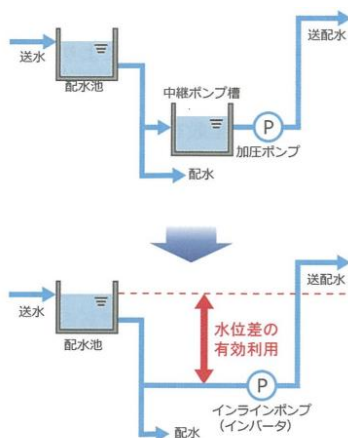 送水
配水池
中継ポンプ槽
送配水
P
加圧ポンプ
配水
送水
配水池
送配水
水位差の
有効利用
P
インラインポンプ
（インバータ）
配水